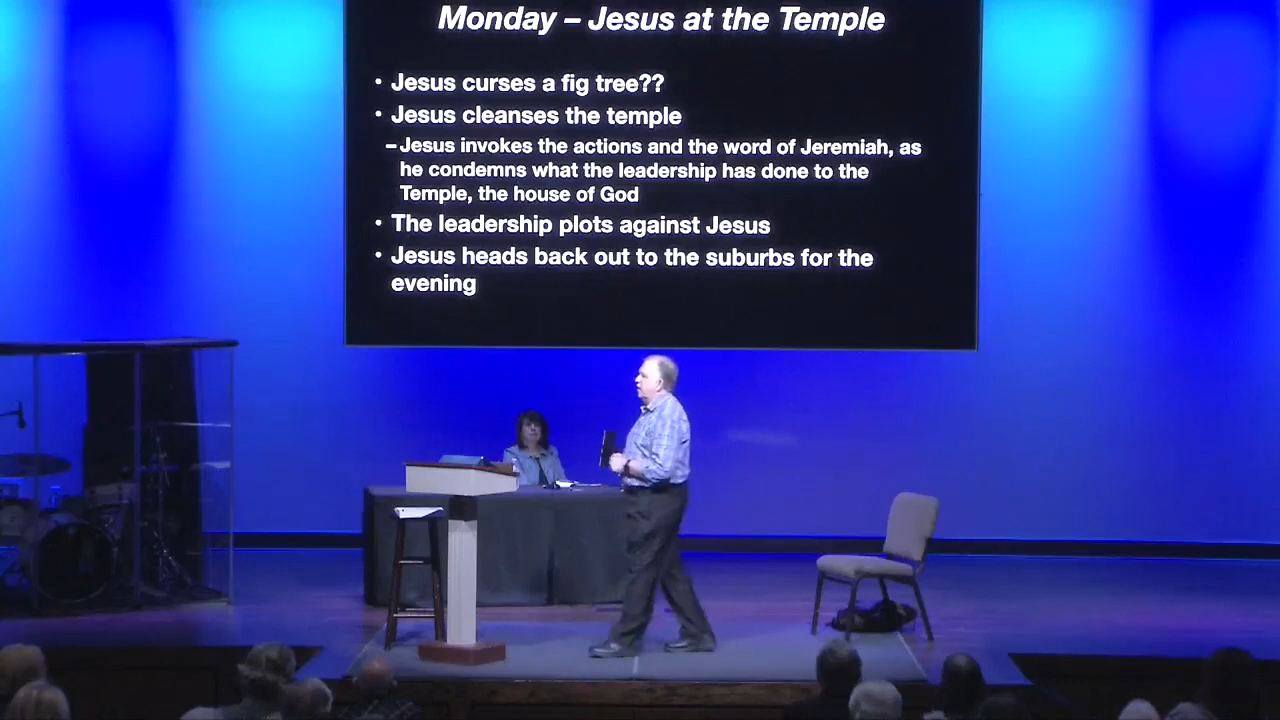 Monday – Jesus at the Temple
• Jesus curses a fig tree??
• Jesus cleanses the temple
– Jesus invokes the actions and the word of Jeremiah, as
he condemns what the leadership has done to the
Temple, the house of God
• The leadership plots against Jesus
• Jesus heads back out to the suburbs for the
evening